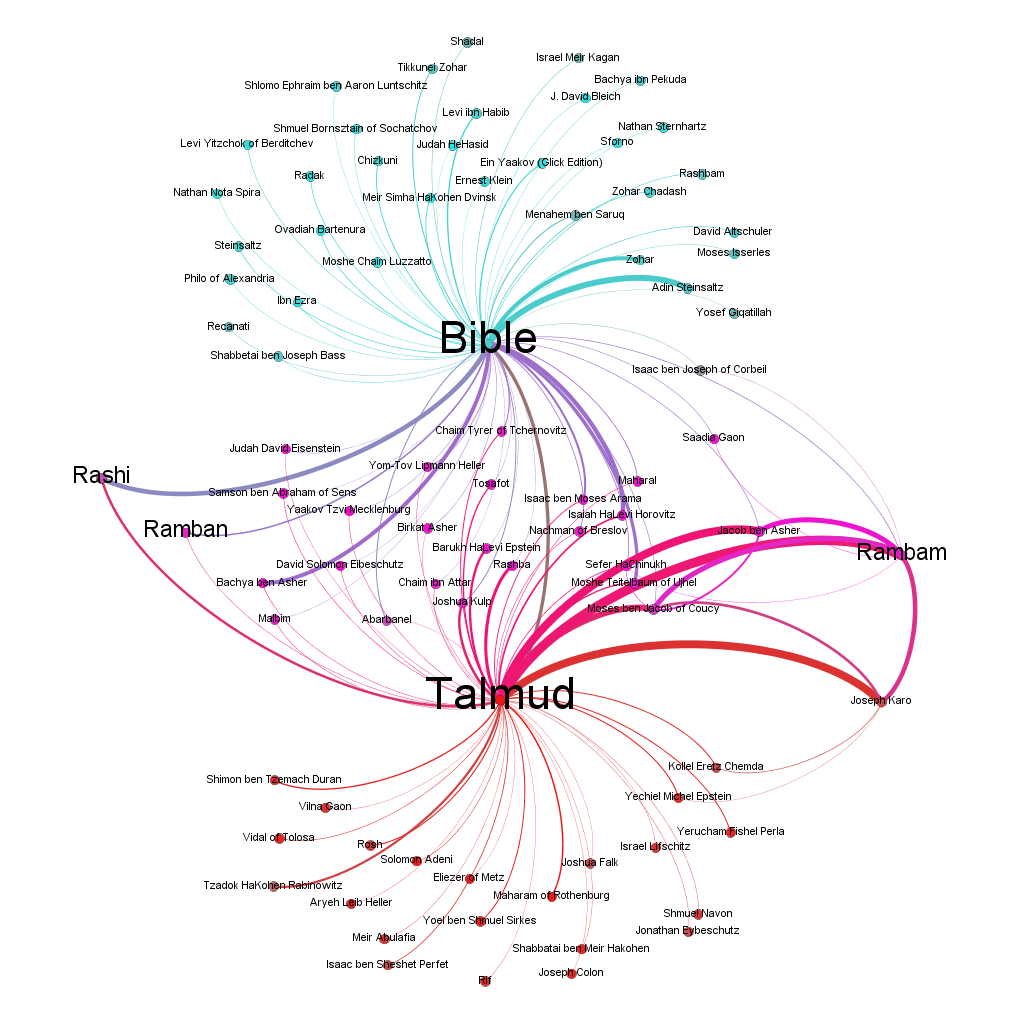 Shadal
Israel Meir Kagan
Tikkunei Zohar
Bachya ibn Pekuda
Shlomo Ephraim ben Aaron Luntschitz
J. David Bleich
Levi ibn Habib
Shmuel Bornsztain of Sochatchov
Nathan Sternhartz
Levi Yitzchok of Berditchev
Judah HeHasid
Sforno
Chizkuni
Ein Yaakov (Glick Edition)
Radak
Ernest Klein
Rashbam
Nathan Nota Spira
Meir Simha HaKohen Dvinsk
Zohar Chadash
Menahem ben Saruq
Ovadiah Bartenura
David Altschuler
Steinsaltz
Moshe Chaim Luzzatto
Zohar
Moses Isserles
Philo of Alexandria
Adin Steinsaltz
Ibn Ezra
Yosef Giqatillah
Recanati
Bible
Shabbetai ben Joseph Bass
Isaac ben Joseph of Corbeil
Chaim Tyrer of Tchernovitz
Saadia Gaon
Judah David Eisenstein
Yom-Tov Lipmann Heller
Rashi
Tosafot
Maharal
Samson ben Abraham of Sens
Isaac ben Moses Arama
Yaakov Tzvi Mecklenburg
Isaiah HaLevi Horovitz
Ramban
Birkat Asher
Nachman of Breslov
Jacob ben Asher
Barukh HaLevi Epstein
Rambam
David Solomon Eibeschutz
Rashba
Sefer HaChinukh
Bachya ben Asher
Chaim ibn Attar
Moshe Teitelbaum of Ujhel
Joshua Kulp
Malbim
Abarbanel
Moses ben Jacob of Coucy
Talmud
Joseph Karo
Kollel Eretz Chemda
Shimon ben Tzemach Duran
Yechiel Michel Epstein
Vilna Gaon
Yerucham Fishel Perla
Vidal of Tolosa
Rosh
Israel Lifschitz
Solomon Adeni
Joshua Falk
Eliezer of Metz
Tzadok HaKohen Rabinowitz
Maharam of Rothenburg
Aryeh Leib Heller
Shmuel Navon
Yoel ben Shmuel Sirkes
Jonathan Eybeschutz
Meir Abulafia
Shabbatai ben Meir Hakohen
Isaac ben Sheshet Perfet
Joseph Colon
Rif